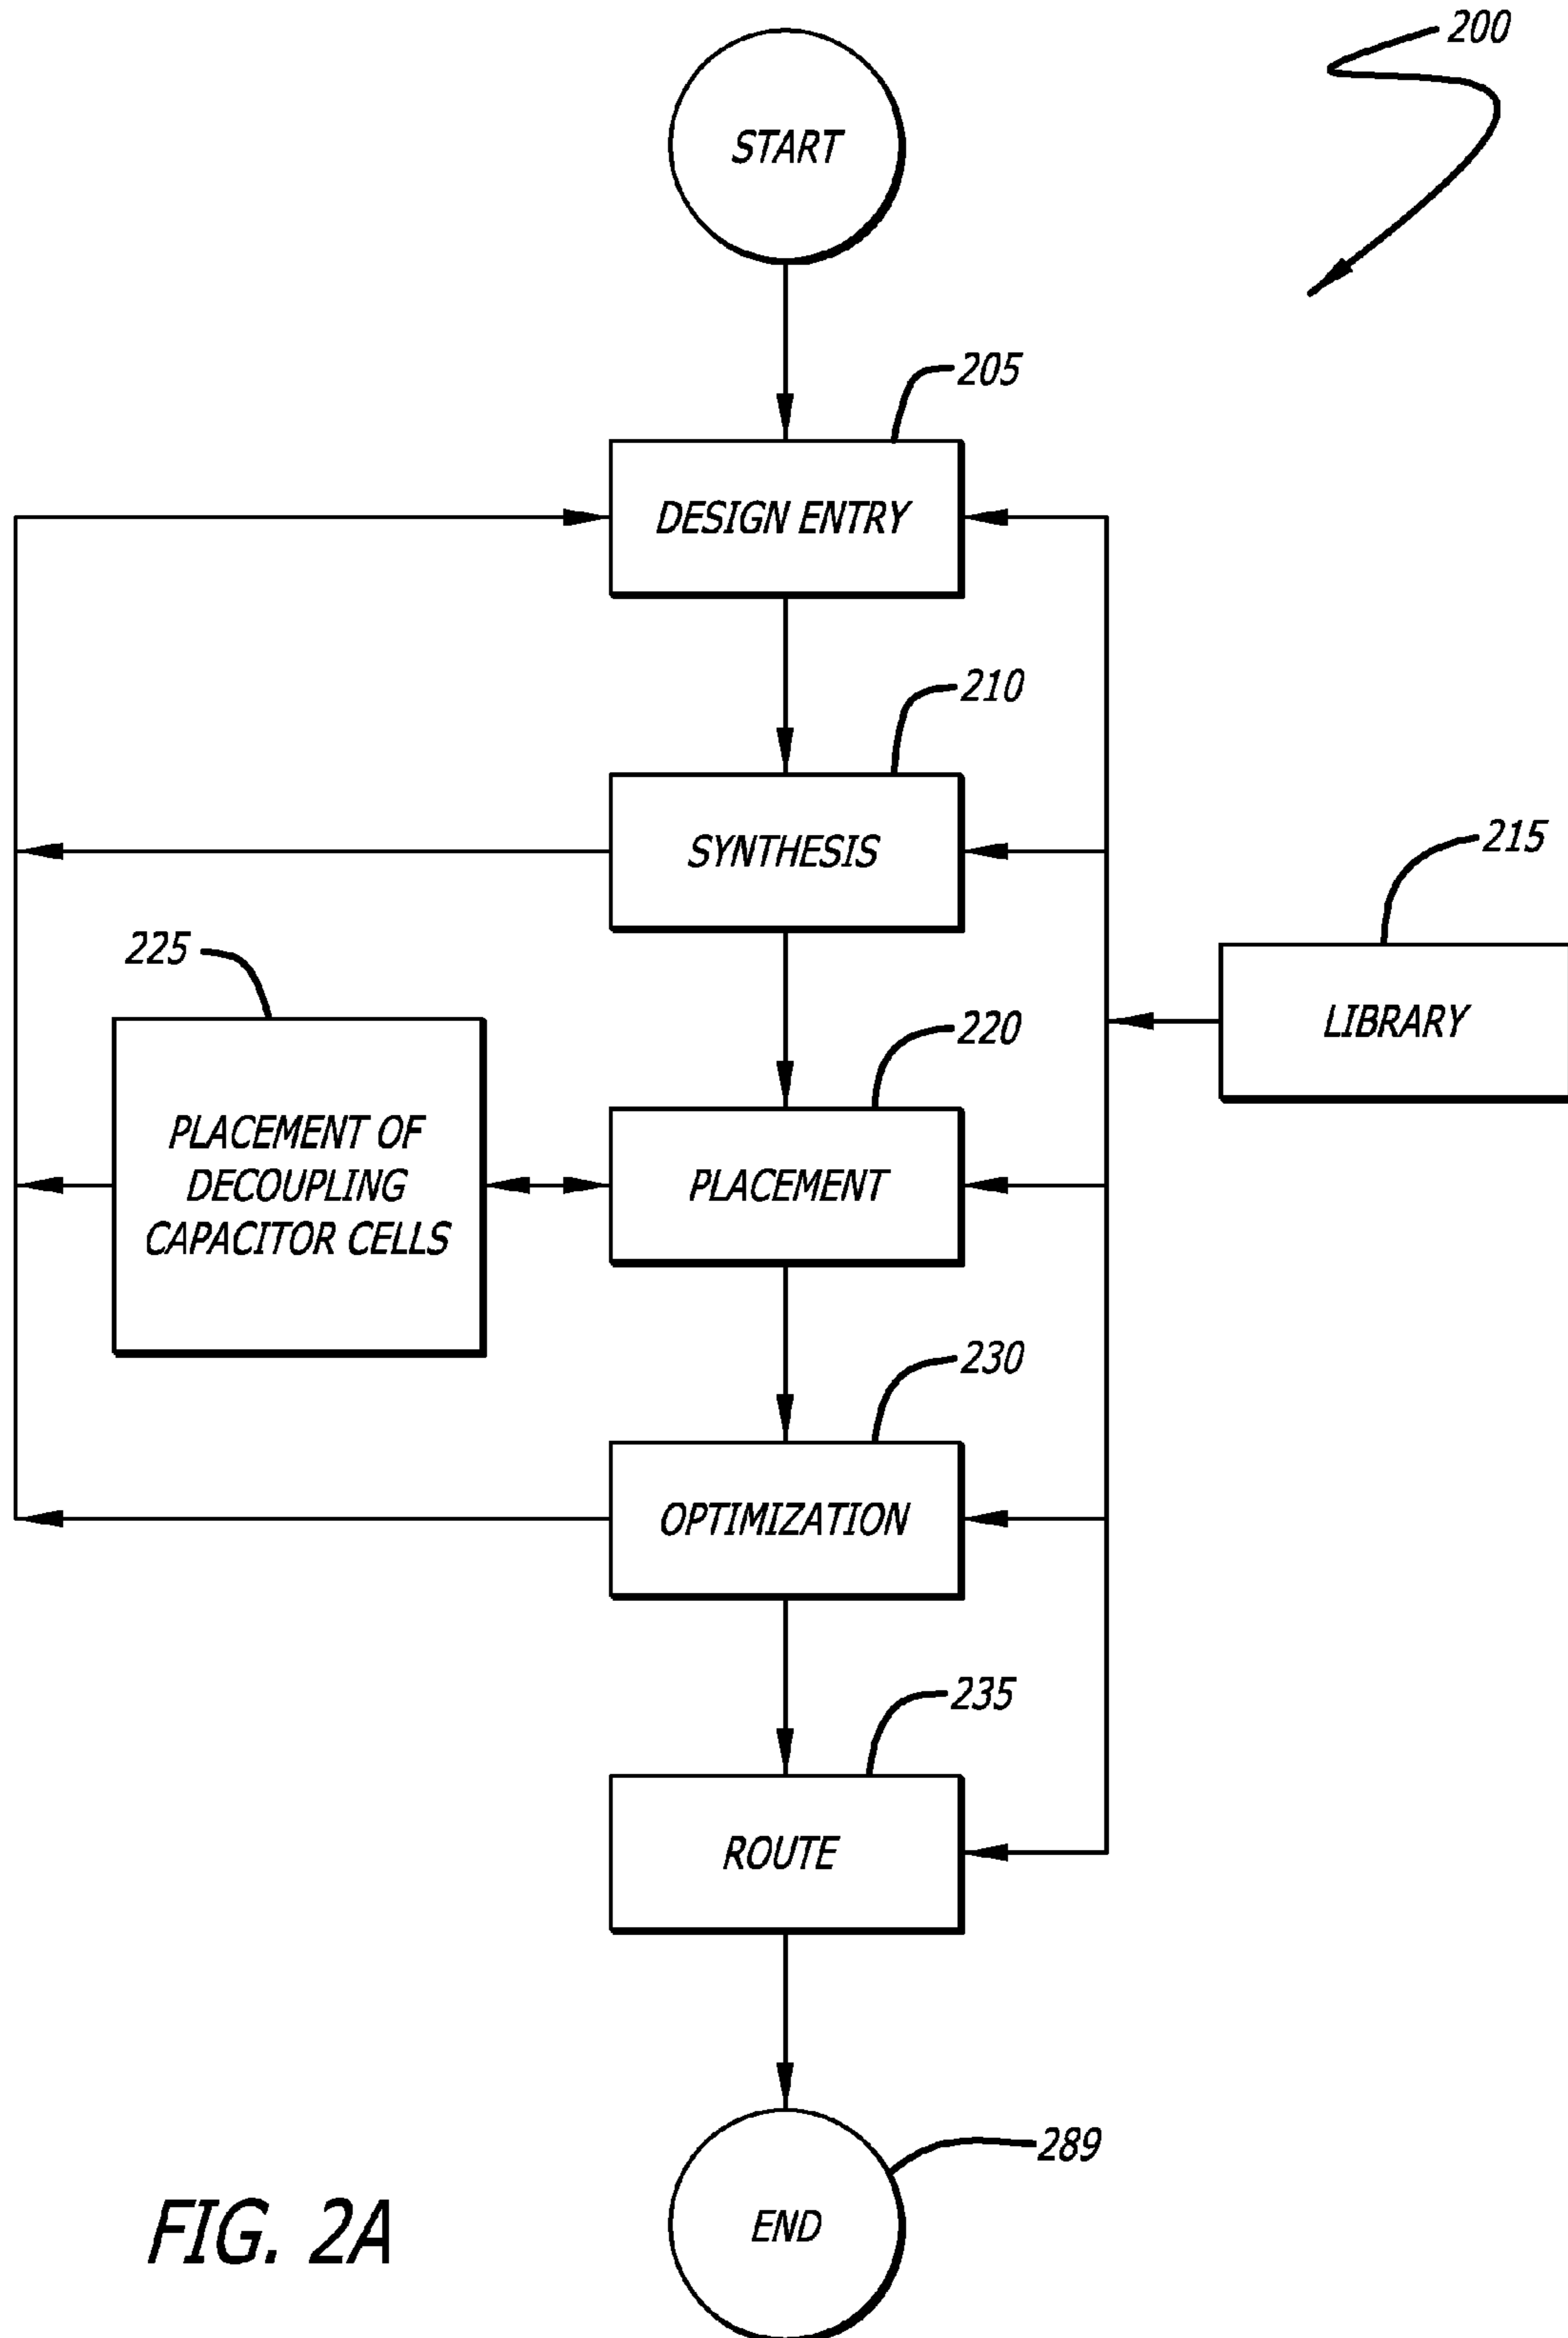 200
START
205
DESIGN ENTRY
210
SYNTHESIS
215
LIBRARY
225
PLACEMENT OF
DECOUPLING
CAPACITOR CELLS
220
PLACEMENT
230
OPTIMIZATION
235
ROUTE
289
END
FIG. 2A